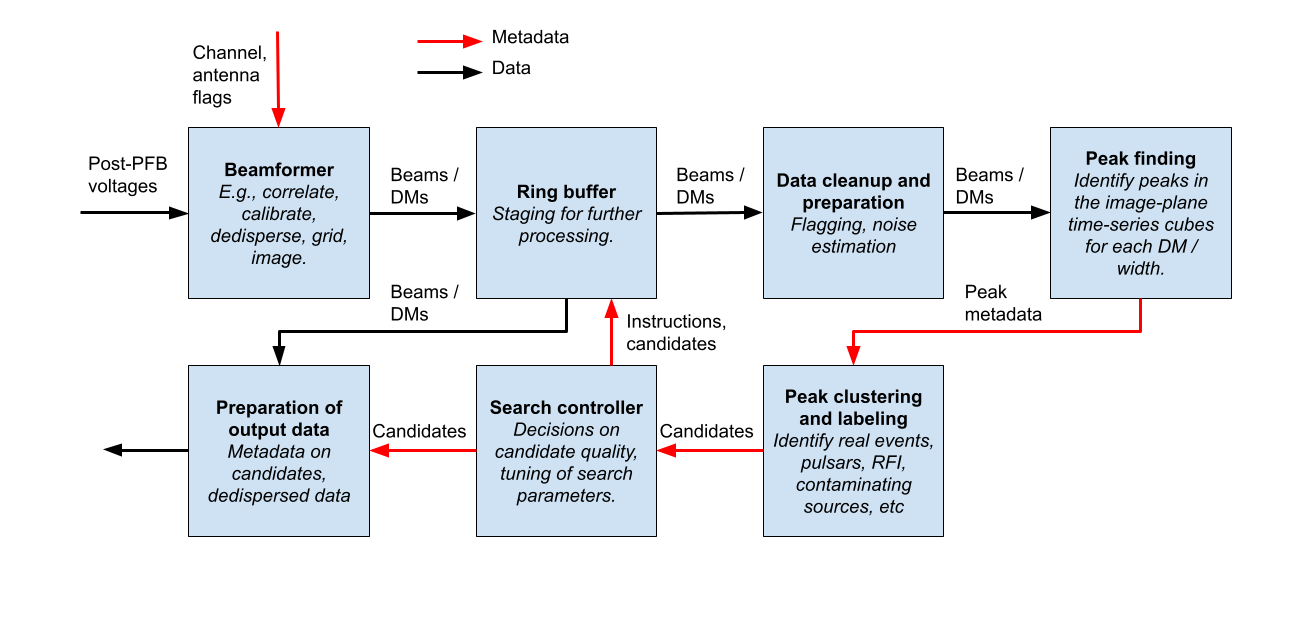 Metadata
Data
Channel,
antenna
flags
Post-PFB
voltages
Beamformer
E.g., correlate,
calibrate,
dedisperse, grid,
image.
Beams /
DMs
Ring buffer
Staging for further
processing.
Beams /
DMs
Data cleanup and
preparation
Flagging, noise
estimation
Beams /
DMs
Peak finding
Identify peaks in
the image-plane
time-series cubes
for each DM /
width.
Beams /
DMs
Instructions,
candidates
Peak
metadata
Preparation of
output data
Metadata on
candidates,
dedispersed data
Candidates
Search controller
Decisions on
candidate quality,
tuning of search
parameters.
Candidates
Peak clustering
and labeling
Identify real events,
pulsars, RFI,
contaminating
sources, etc